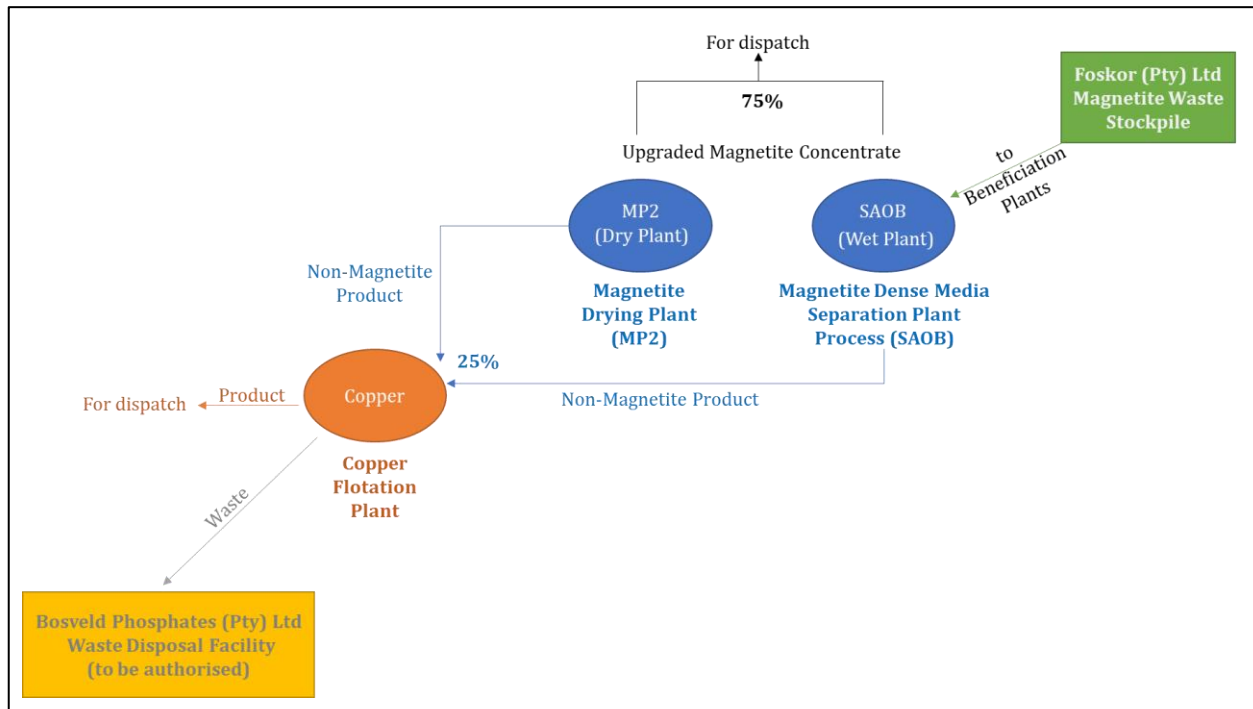 For dispatch
75%
Upgraded Magnetite Concentrate
Foskor (Pty) Ltd
Magnetite Waste
Stockpile
to
Beneficiation
Plants
MP2
(Dry Plant)
SAOB
(Wet Plant)
Magnetite
Drying Plant
(MP2)
Magnetite Dense Media
Separation Plant
Process (SAOB)
Non-Magnetite
Product
25%
Non-Magnetite Product
For dispatch
Product
Copper
Copper
Flotation
Plant
Waste
Bosveld Phosphates (Pty) Ltd
Waste Disposal Facility
(to be authorised)